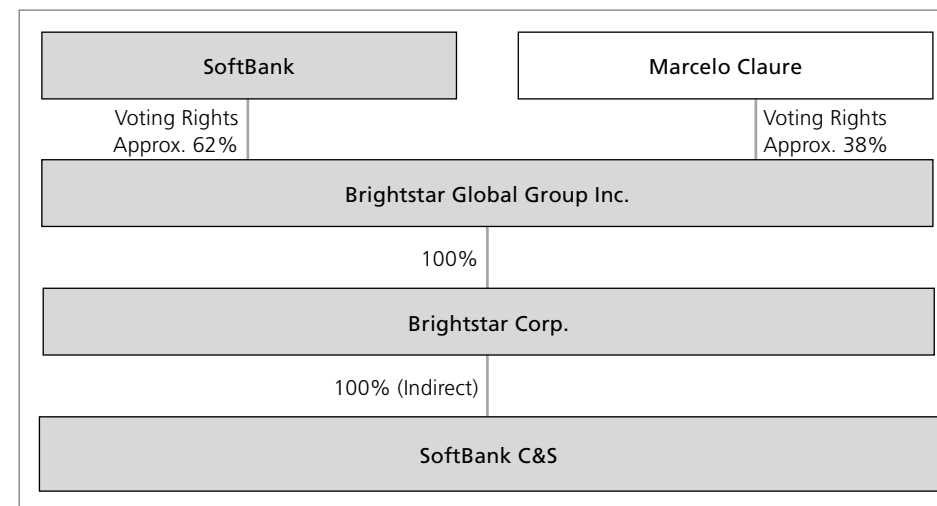 SoftBank
Marcelo Claure
Voting Rights
Approx. 62%
Voting Rights
Approx. 38%
Brightstar Global Group Inc.
100%
Brightstar Corp.
100% (Indirect)
SoftBank C&S